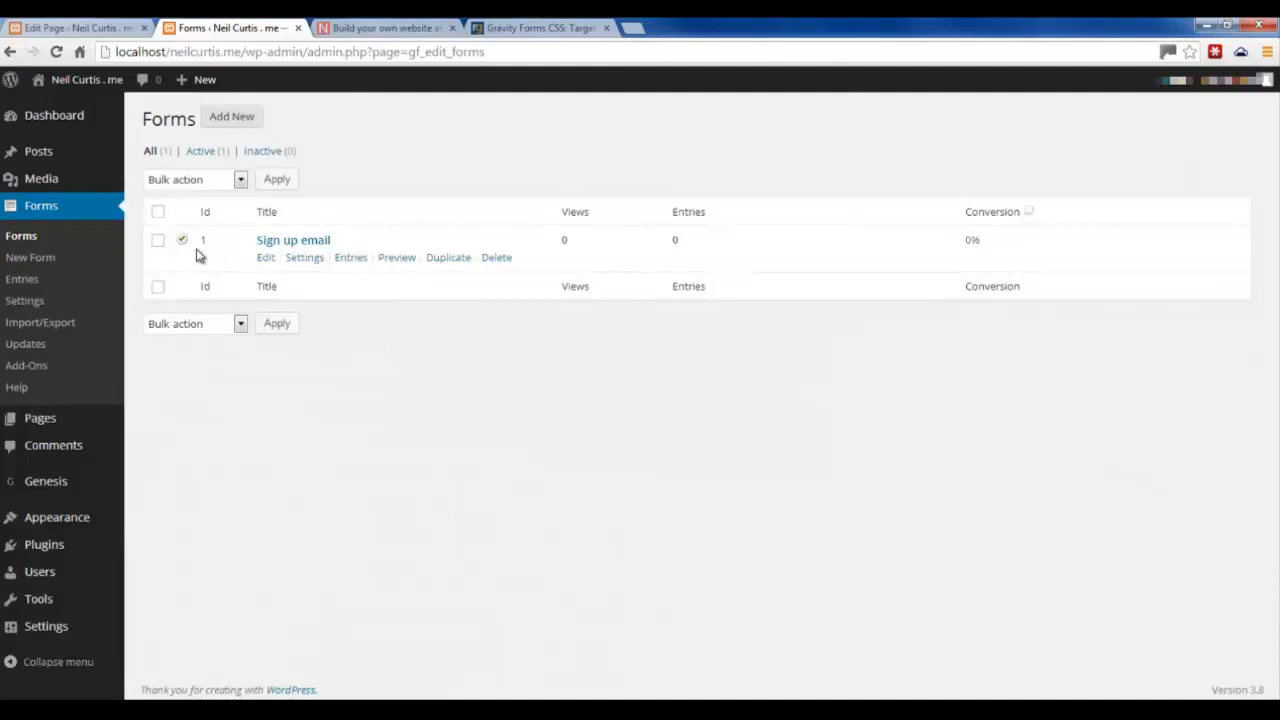 Edit Page ‹ Neil Curtis . m
Forms ‹ Neil Curtis . me —
Build your own website a
Gravity Forms CSS: Targe
localhost/neilcurtis.me/wp-admin/admin.php?page=gf_edit_forms
Neil Curtis . me 0 New
Dashboard
Posts
Media
Forms
Forms
New Form
Entries
Settings
Import/Export
Updates
Add-Ons
Help
Pages
Comments
Genesis
Appearance
Plugins
Users
Tools
Settings
Collapse menu
Forms Add New
All (1) | Active (1) | Inactive (0)
Bulk action Apply
Id Title Views Entries Conversion
1 Sign up email 0 0 0%
Edit | Settings | Entries | Preview | Duplicate | Delete
Id Title Views Entries Conversion
Bulk action Apply
Thank you for creating with WordPress.
Version 3.8